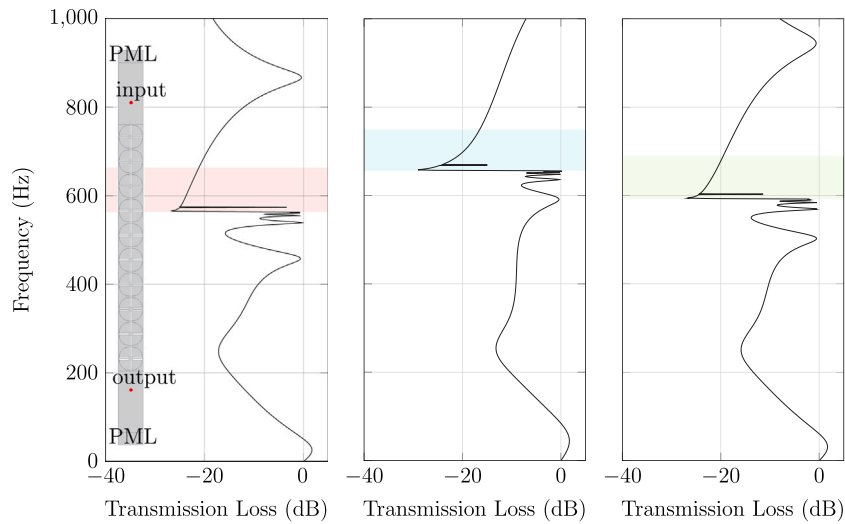 1,000
800
600
400
200
0
Frequency (Hz)
PML
input
output
PML
−40 −20 0
−40 −20 0
−40 −20 0
Transmission Loss (dB)
Transmission Loss (dB)
Transmission Loss (dB)